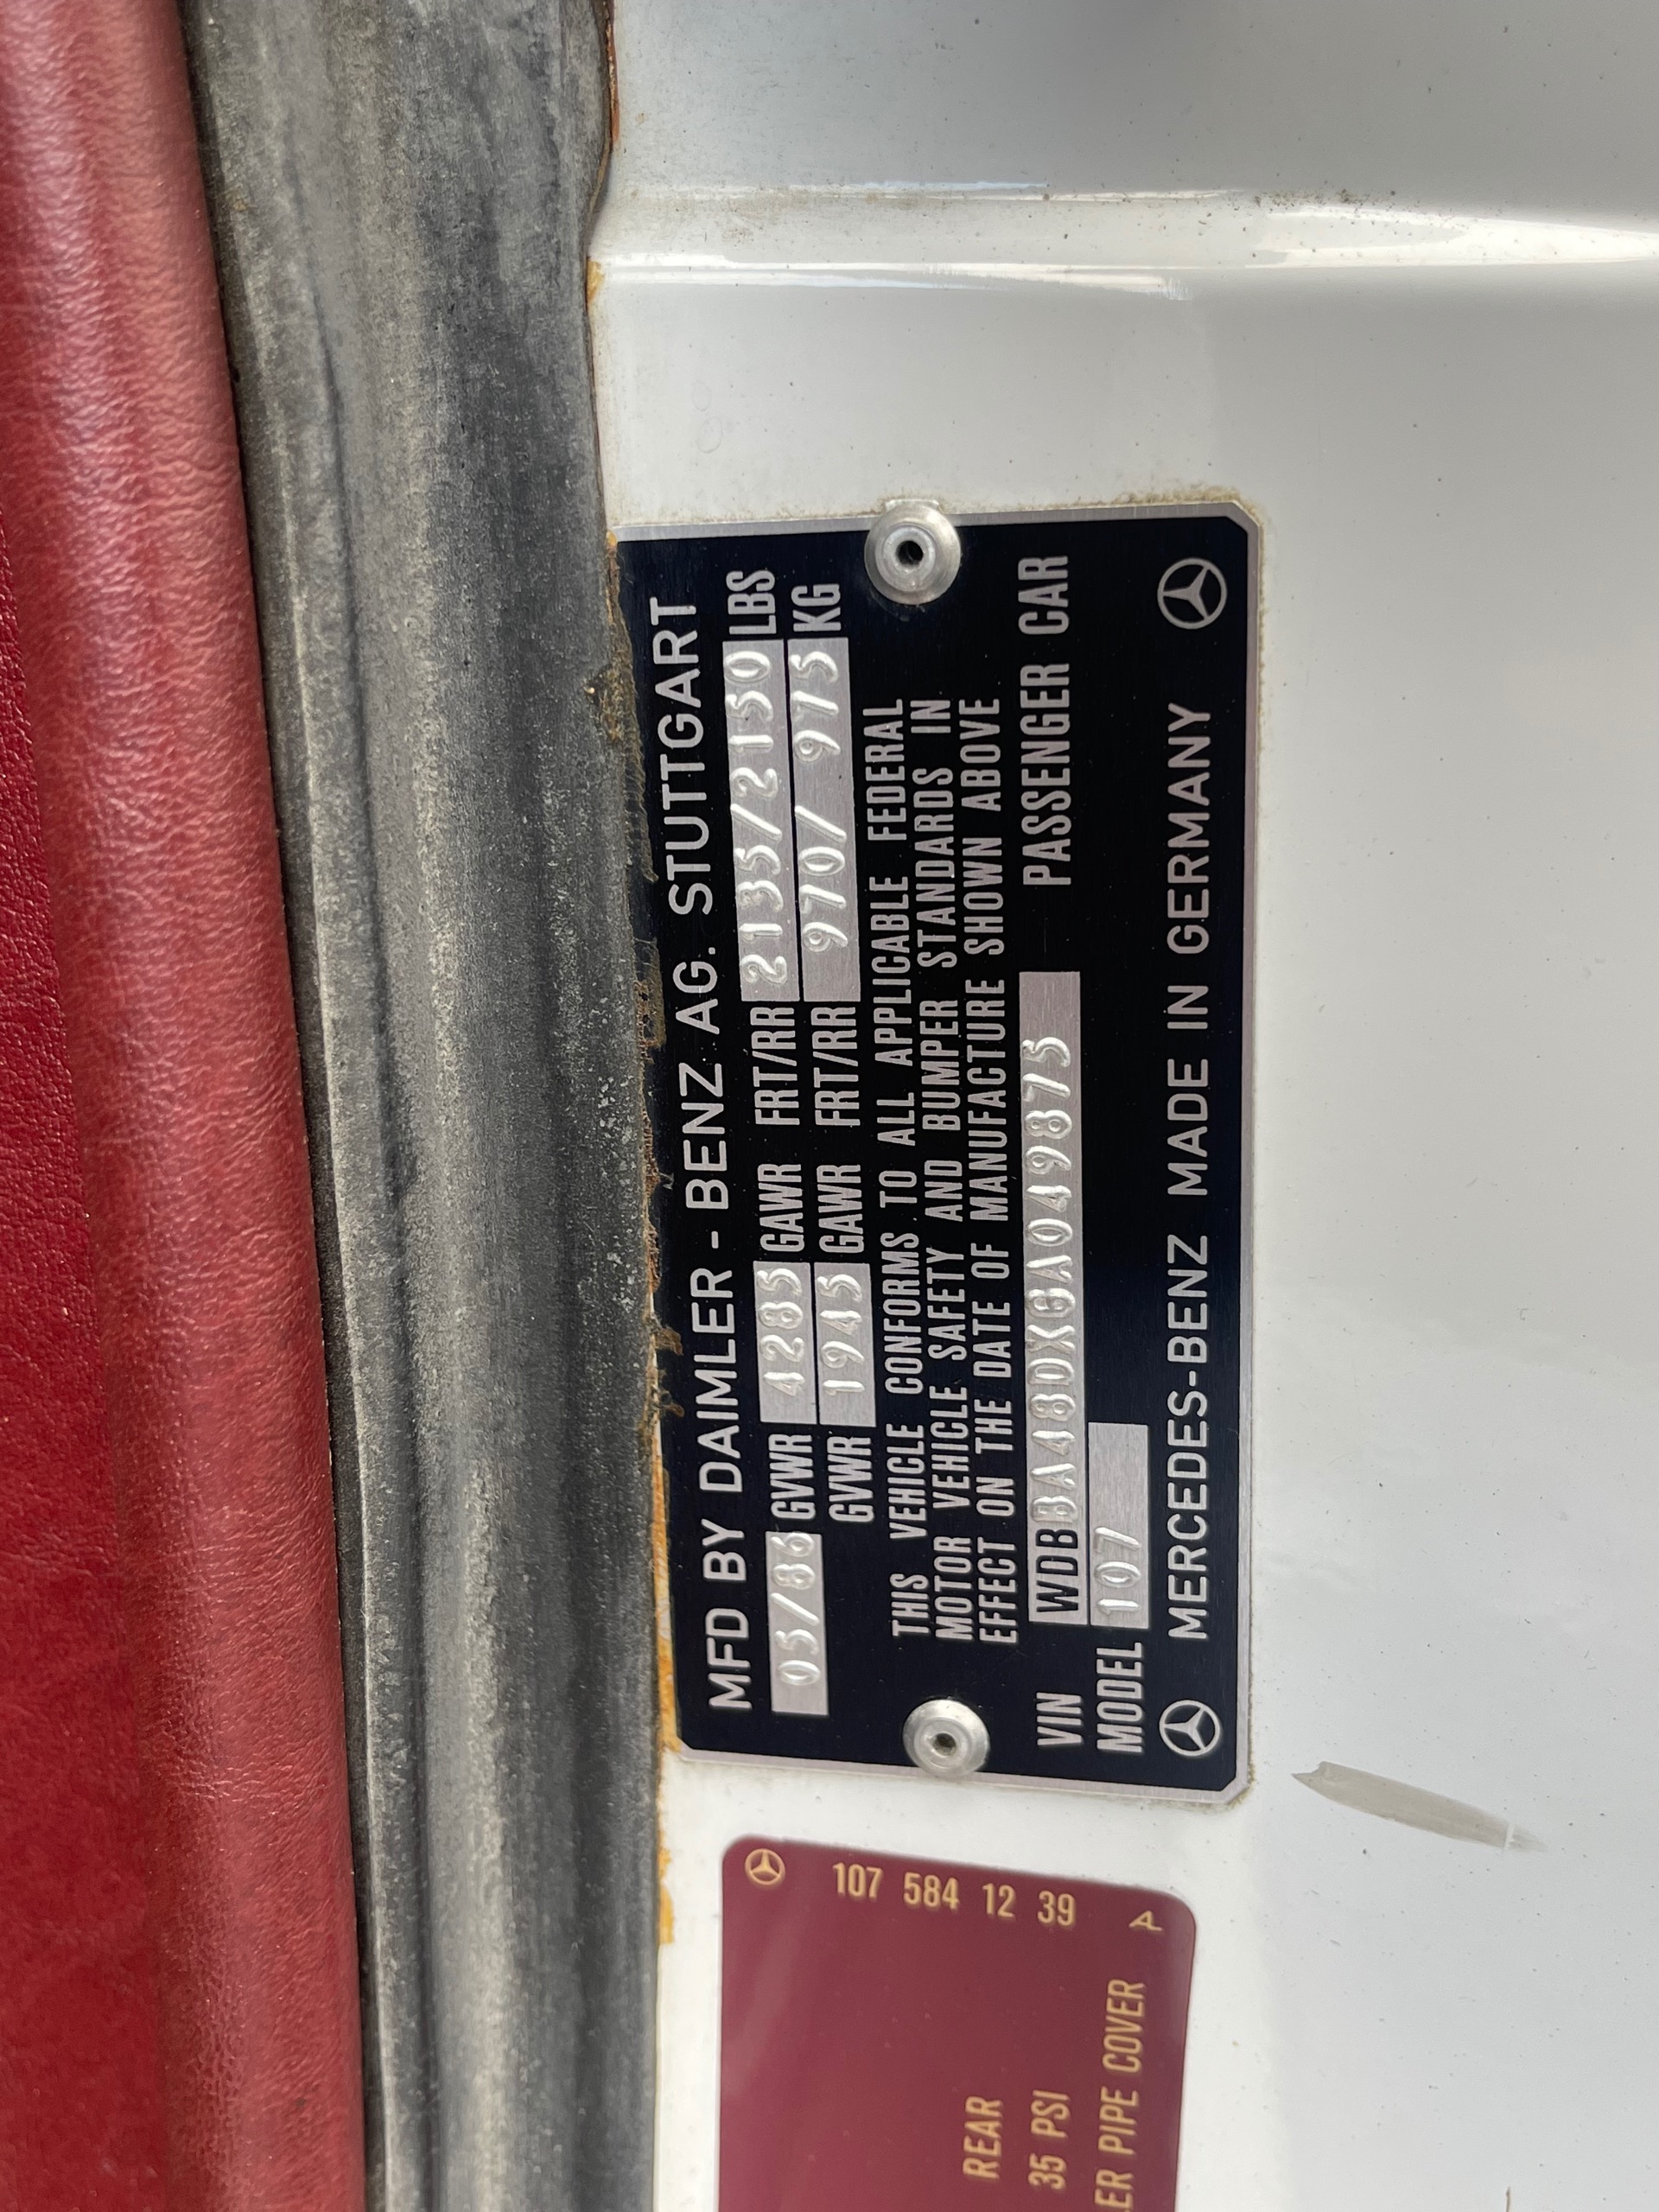 MFD BY DAIMLER - BENZ AG. STUTTGART
05/86 GVWR 4285 GAWR FRT/RR 2135/2150 LBS
GVWR 1945 GAWR FRT/RR 970/ 975 KG
THIS VEHICLE CONFORMS TO ALL APPLICABLE FEDERAL
MOTOR VEHICLE SAFETY AND BUMPER STANDARDS IN
EFFECT ON THE DATE OF MANUFACTURE SHOWN ABOVE
VIN WDBBA48DXGA049875 PASSENGER CAR
MODEL 107
MERCEDES-BENZ MADE IN GERMANY
107 584 12 39 A
REAR
35 PSI
ER PIPE COVER